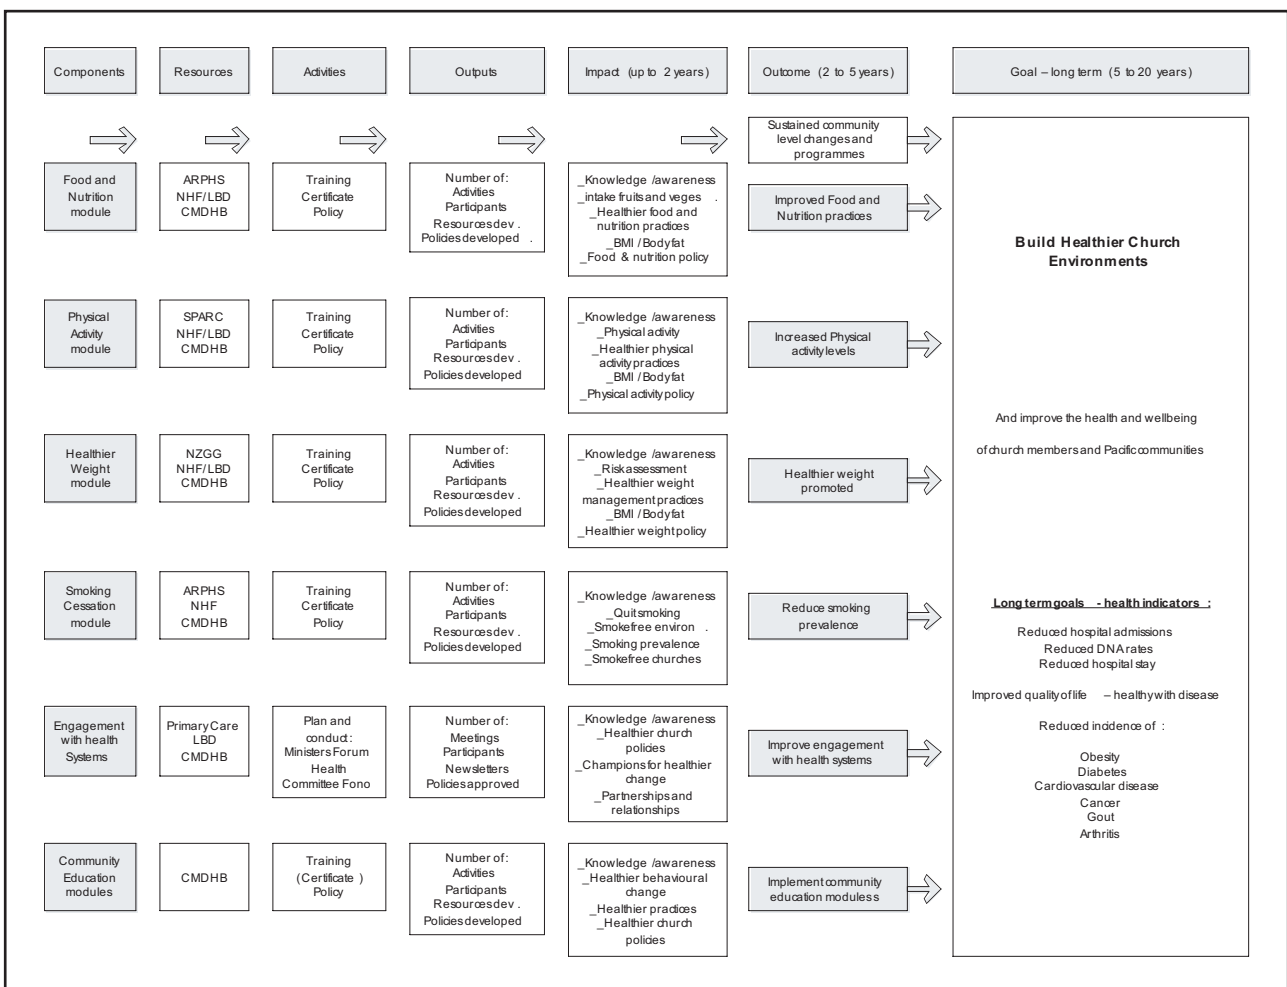 Components
Resources
Activities
Outputs
Impact (up to 2 years)
Outcome (2 to 5 years)
Goal – long term (5 to 20 years)
Sustained community
level changes and
programmes
Food and
Nutrition
module
ARPHS
NHF/LBD
CMDHB
Training
Certificate
Policy
Number of:
Activities
Participants
Resources dev .
Policies developed .
_Knowledge /awareness
_intake fruits and veges .
_Healthier food and
nutrition practices
_BMI / Body fat
_Food & nutrition policy
Improved Food and
Nutrition practices
Physical
Activity
module
SPARC
NHF/LBD
CMDHB
Training
Certificate
Policy
Number of:
Activities
Participants
Resources dev .
Policies developed
_Knowledge /awareness
_Physical activity
_Healthier physical
activity practices
_BMI / Body fat
_Physical activity policy
Increased Physical
activity levels
Healthier
Weight
module
NZGG
NHF/LBD
CMDHB
Training
Certificate
Policy
Number of:
Activities
Participants
Resources dev .
Policies developed
_Knowledge /awareness
_Risk assessment
_Healthier weight
management practices
_BMI / Body fat
_Healthier weight policy
Healthier weight
promoted
Smoking
Cessation
module
ARPHS
NHF
CMDHB
Training
Certificate
Policy
Number of:
Activities
Participants
Resources dev .
Policies developed
_Knowledge /awareness
_Quit smoking
_Smokefree environ .
_Smoking prevalence
_Smokefree churches
Reduce smoking
prevalence
Engagement
with health
Systems
Primary Care
LBD
CMDHB
Plan and
conduct:
Ministers Forum
Health
Committee Fono
Number of:
Meetings
Participants
Newsletters
Policies approved
_Knowledge /awareness
_Healthier church
policies
_Champions for healthier
change
_Partnerships and
relationships
Improve engagement
with health systems
Community
Education
modules
CMDHB
Training
(Certificate )
Policy
Number of:
Activities
Participants
Resources dev .
Policies developed
_Knowledge /awareness
_Healthier behavioural
change
_Healthier practices
_Healthier church
policies
Implement community
education moduless
Build Healthier Church
Environments
And improve the health and wellbeing
of church members and Pacific communities
Long term goals - health indicators :
Reduced hospital admissions
Reduced DNA rates
Reduced hospital stay
Improved quality of life – healthy with disease
Reduced incidence of :
Obesity
Diabetes
Cardiovascular disease
Cancer
Gout
Arthritis